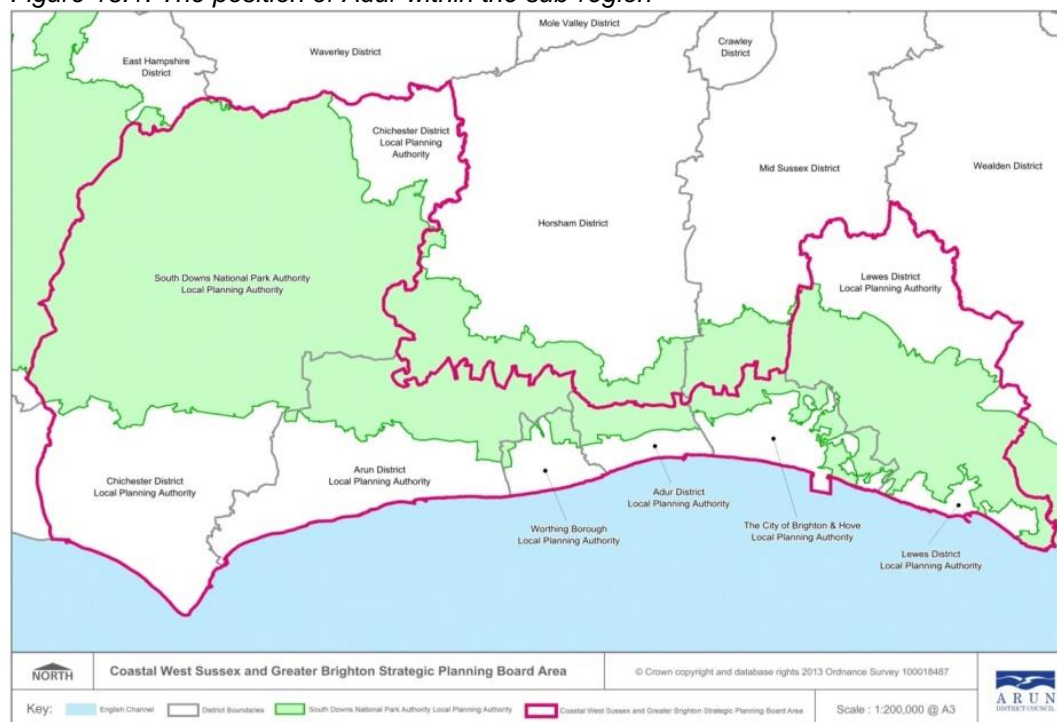 Figure 18.1: The position of Adur within the sub-region
Mole Valley District
Crawley
District
Waverley District
East Hampshire
District
Chichester District
Local Planning
Authority
Wealden District
Mid Sussex District
Horsham District
South Downs National Park Authority
Local Planning Authority
Lewes District
Local Planning Authority
Chichester District
Local Planning Authority
Arun District
Local Planning Authority
Worthing Borough
Local Planning Authority
Adur District
Local Planning Authority
The City of Brighton & Hove
Local Planning Authority
Lewes District
Local Planning Authority
NORTH
Coastal West Sussex and Greater Brighton Strategic Planning Board Area
© Crown copyright and database rights 2013 Ordnance Survey 100018487
Key:
English Channel
District Boundaries
South Downs National Park Authority Local Planning Authority
Coastal West Sussex and Greater Brighton Strategic Planning Board Area
Scale : 1:200,000 @ A3
ARUN
DISTRICT COUNCIL